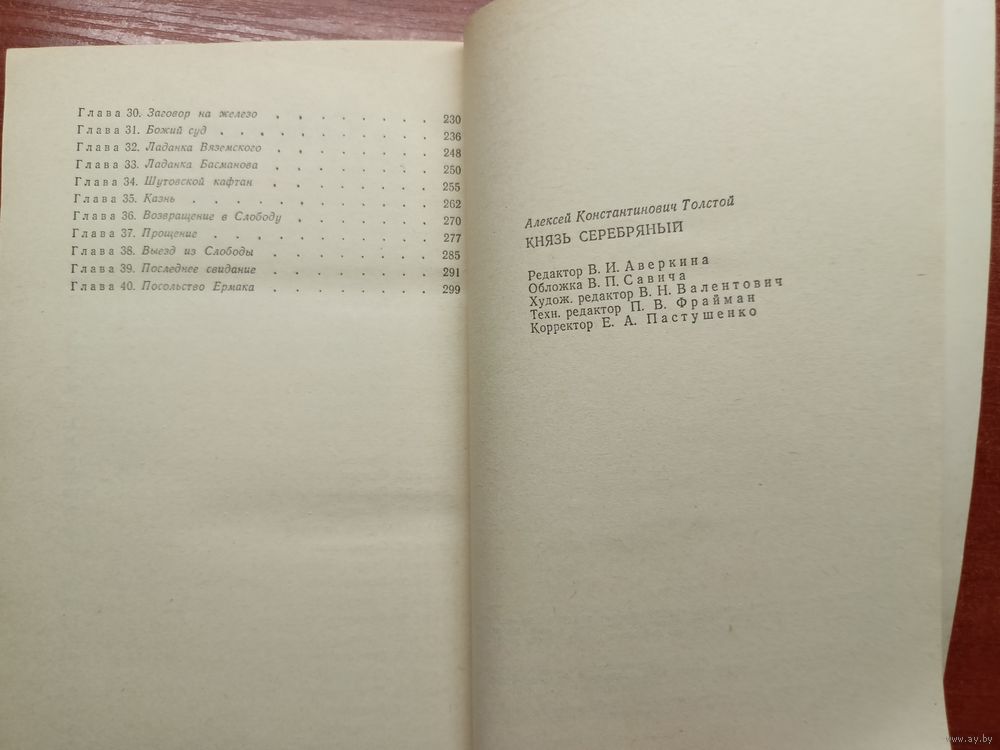 Глава 30. Заговор на железо . . . . . . . . 230
Глава 31. Божий суд . . . . . . . . . . . 236
Глава 32. Ладанка Вяземского . . . . . . . . 248
Глава 33. Ладанка Басманова . . . . . . . . 250
Глава 34. Шутовской кафтан . . . . . . . . 255
Глава 35. Казнь . . . . . . . . . . . . 262
Глава 36. Возвращение в Слободу . . . . . . . 270
Глава 37. Прощение . . . . . . . . . . . 277
Глава 38. Выезд из Слободы . . . . . . . . 285
Глава 39. Последнее свидание . . . . . . . . 291
Глава 40. Посольство Ермака . . . . . . . . 299
Алексей Константинович Толстой
КНЯЗЬ СЕРЕБРЯНЫЙ
Редактор В. И. Аверкина
Обложка В. П. Савича
Худож. редактор В. Н. Валентович
Техн. редактор П. В. Фрайман
Корректор Е. А. Пастушенко
www.ay.by